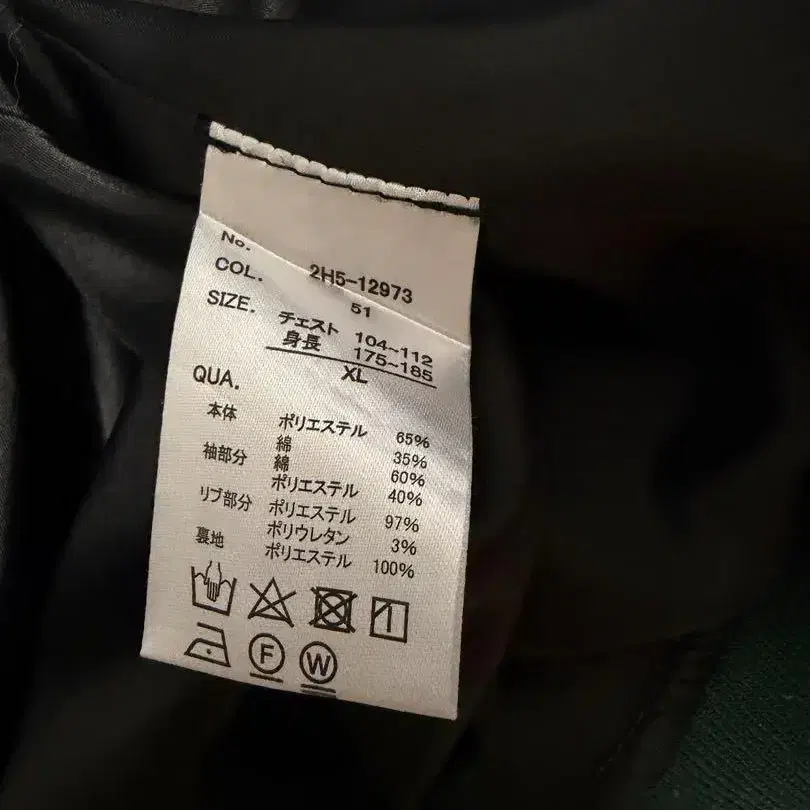 No. 2H5-12973
COL. 51
SIZE. チェスト 104~112
身長 175~185
XL
QUA.
本体 ポリエステル 65%
綿 35%
袖部分 綿 60%
ポリエステル 40%
リブ部分 ポリエステル 97%
ポリウレタン 3%
裏地 ポリエステル 100%
F W